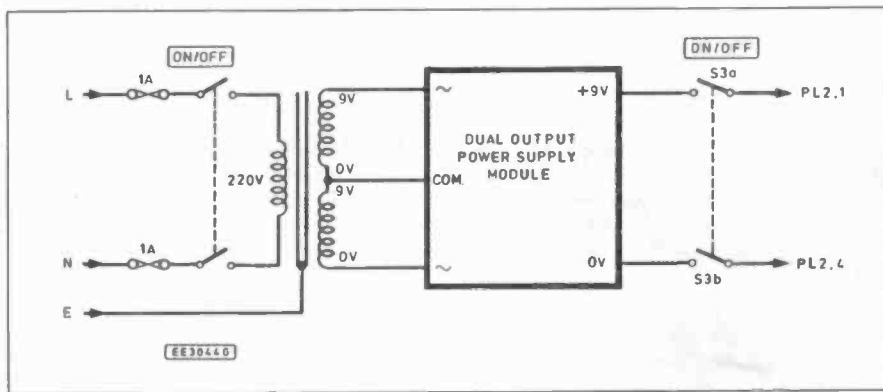 ON/OFF
ON/OFF
1A
S3a
L
9V
~
+9V
PL2,1
DUAL OUTPUT
POWER SUPPLY
MODULE
220V
0V
COM.
9V
1A
N
0V
~
0V
PL2,4
S3b
E
EE3044G